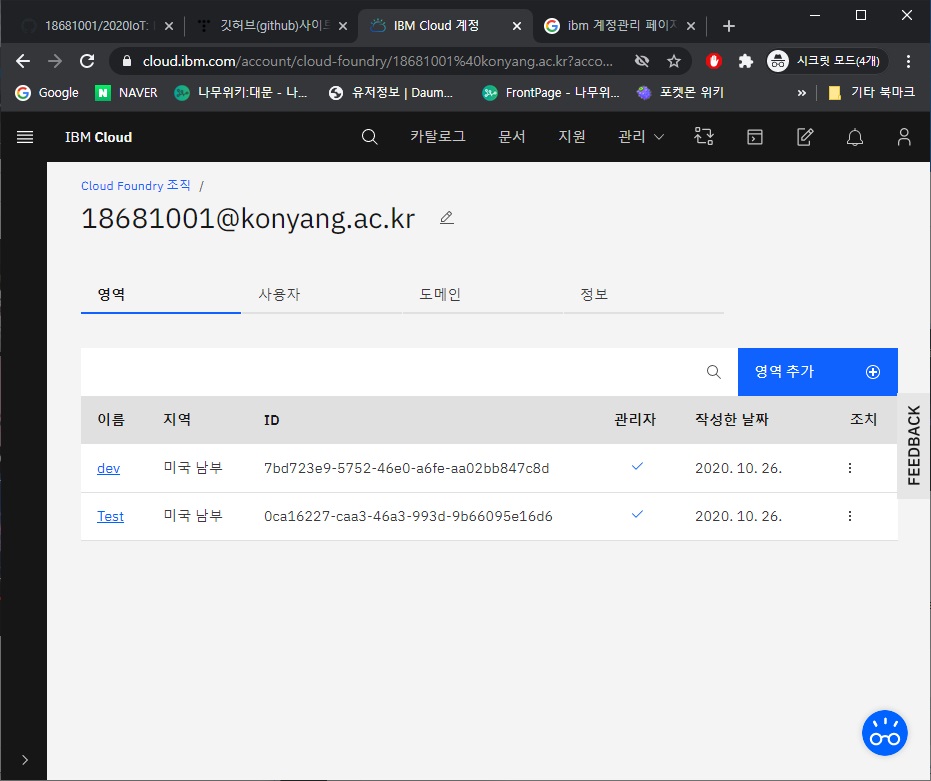 18681001/2020IoT: 깃허브(github)사이트 IBM Cloud 계정 ibm 계정관리 페이지
cloud.ibm.com/account/cloud-foundry/18681001%40konyang.ac.kr?acco... 시크릿 모드(4개)
Google NAVER 나무위키:대문 - 나... 유저정보 | Daum... FrontPage - 나무위... 포켓몬 위키 » 기타 북마크
IBM Cloud 카탈로그 문서 지원 관리
Cloud Foundry 조직 /
18681001@konyang.ac.kr
영역 사용자 도메인 정보
영역 추가
이름 지역 ID 관리자 작성한 날짜 조치
dev 미국 남부 7bd723e9-5752-46e0-a6fe-aa02bb847c8d 2020. 10. 26.
Test 미국 남부 0ca16227-caa3-46a3-993d-9b66095e16d6 2020. 10. 26.
FEEDBACK